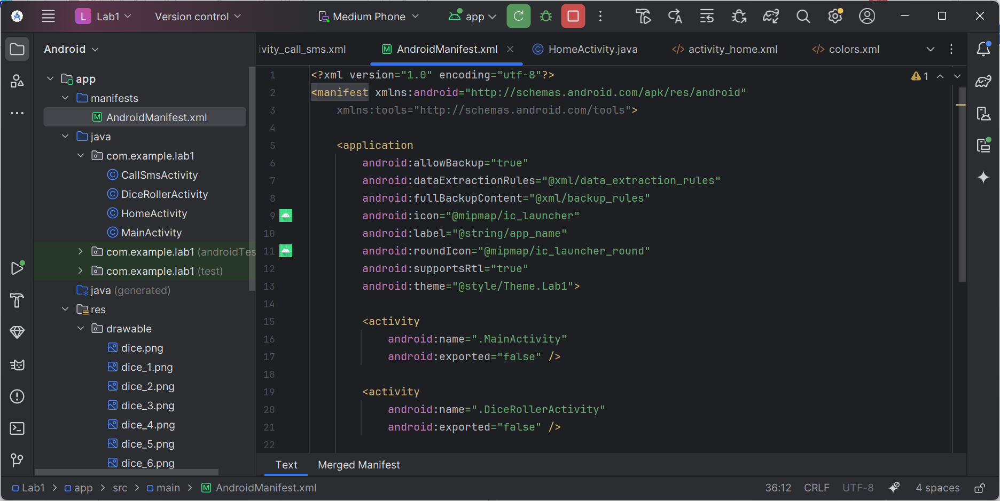 L Lab1 Version control Medium Phone app
Android
ivity_call_sms.xml AndroidManifest.xml HomeActivity.java activity_home.xml colors.xml
app
manifests
AndroidManifest.xml
java
com.example.lab1
CallSmsActivity
DiceRollerActivity
HomeActivity
MainActivity
com.example.lab1 (androidTes
com.example.lab1 (test)
java (generated)
res
drawable
dice.png
dice_1.png
dice_2.png
dice_3.png
dice_4.png
dice_5.png
dice_6.png
1 <?xml version="1.0" encoding="utf-8"?>
1
2 <manifest xmlns:android="http://schemas.android.com/apk/res/android"
3 xmlns:tools="http://schemas.android.com/tools">
4
5 <application
6 android:allowBackup="true"
7 android:dataExtractionRules="@xml/data_extraction_rules"
8 android:fullBackupContent="@xml/backup_rules"
9 android:icon="@mipmap/ic_launcher"
10 android:label="@string/app_name"
11 android:roundIcon="@mipmap/ic_launcher_round"
12 android:supportsRtl="true"
13 android:theme="@style/Theme.Lab1">
14
15 <activity
16 android:name=".MainActivity"
17 android:exported="false" />
18
19 <activity
20 android:name=".DiceRollerActivity"
21 android:exported="false" />
22
Text Merged Manifest
Lab1 > app > src > main > AndroidManifest.xml 36:12 CRLF UTF-8 4 spaces